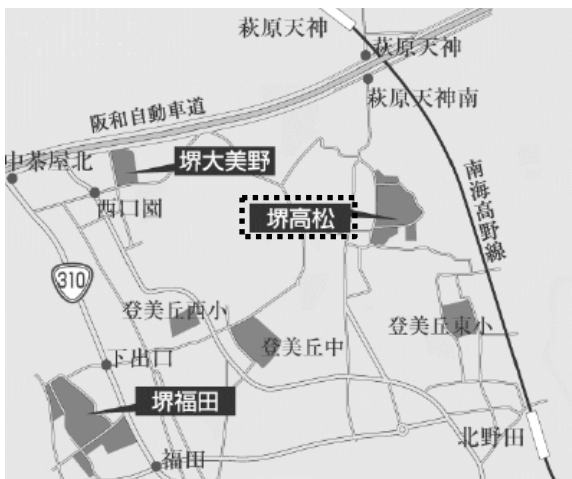 萩原天神
萩原天神
萩原天神南
阪和自動車道
中茶屋北
堺大美野
西口園
堺高松
南海高野線
310
登美丘西小
登美丘中
登美丘東小
下出口
堺福田
福田
北野田